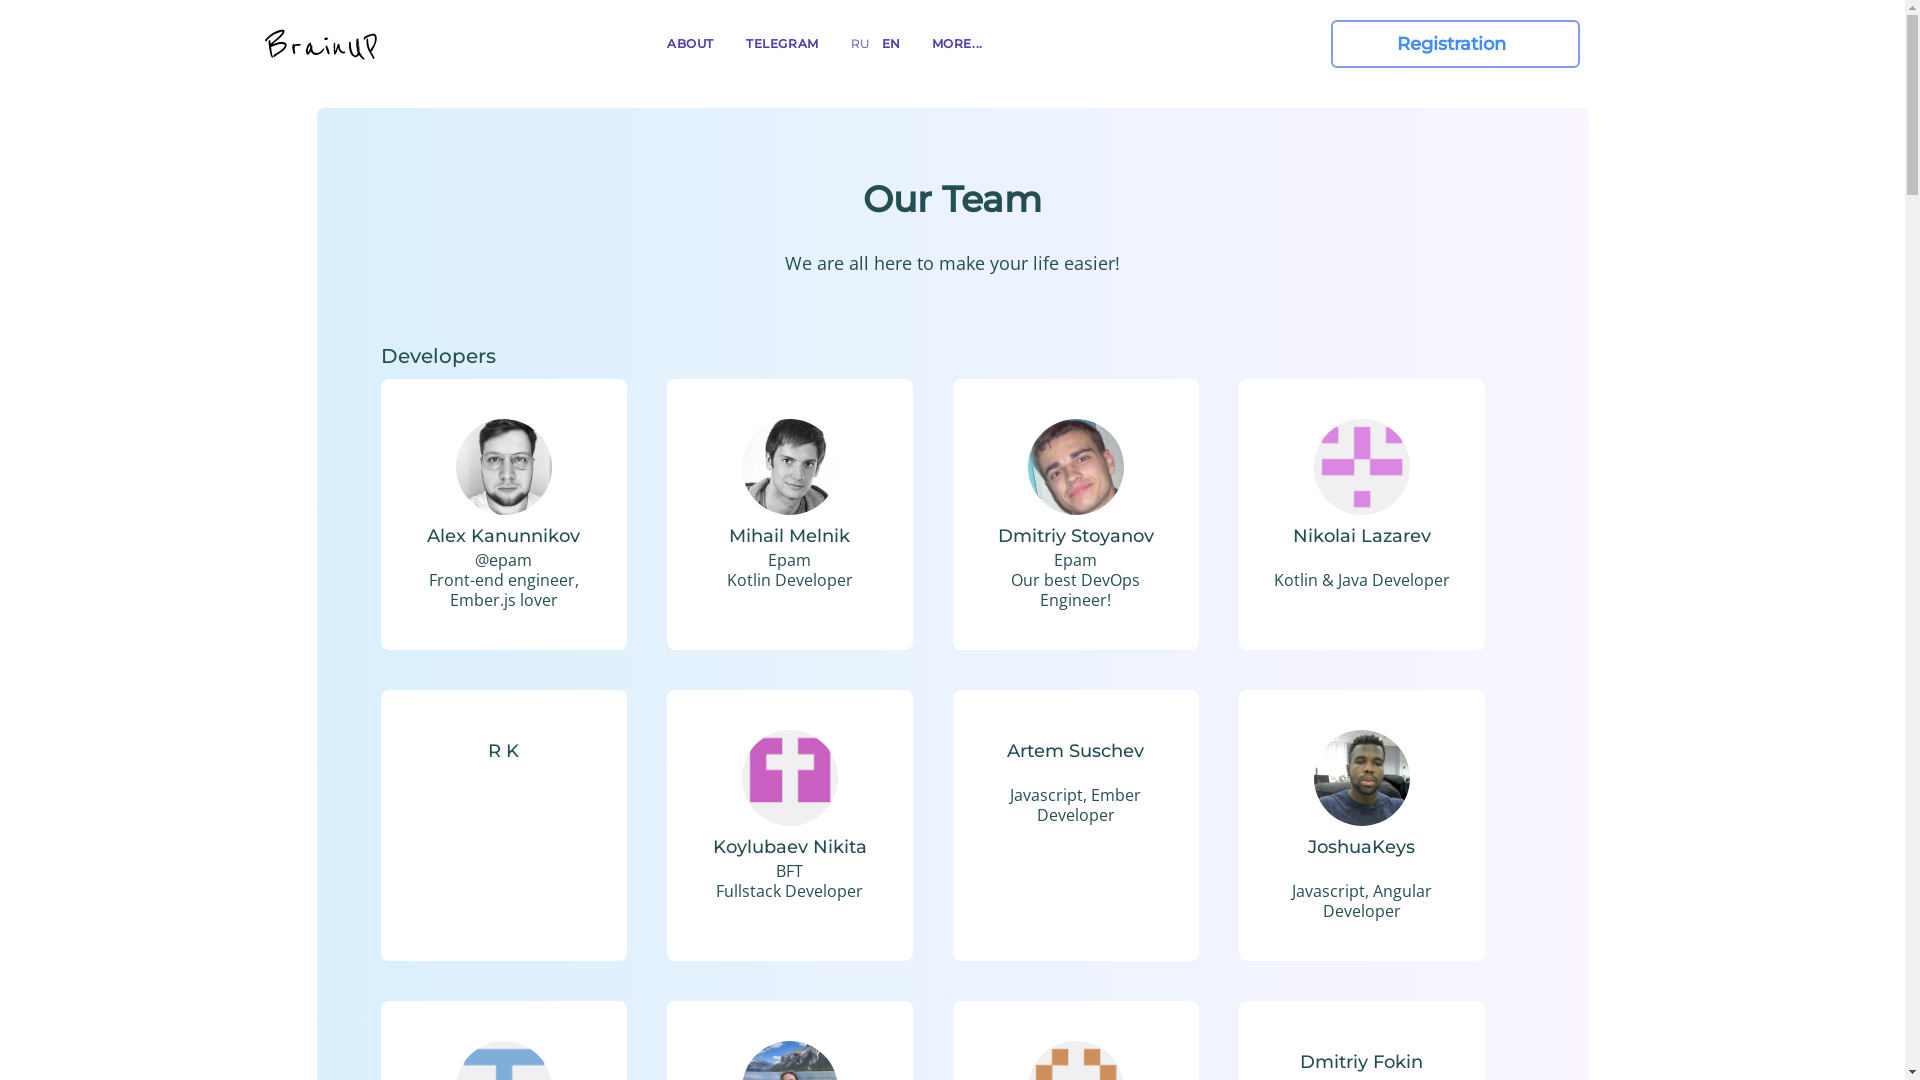 BrainUP
ABOUT
TELEGRAM
RU
EN
MORE...
Registration
Our Team
We are all here to make your life easier!
Developers
Alex Kanunnikov
@epam
Front-end engineer,
Ember.js lover
Mihail Melnik
Epam
Kotlin Developer
Dmitriy Stoyanov
Epam
Our best DevOps
Engineer!
Nikolai Lazarev
Kotlin & Java Developer
R K
Koylubaev Nikita
BFT
Fullstack Developer
Artem Suschev
Javascript, Ember
Developer
JoshuaKeys
Javascript, Angular
Developer
Dmitriy Fokin